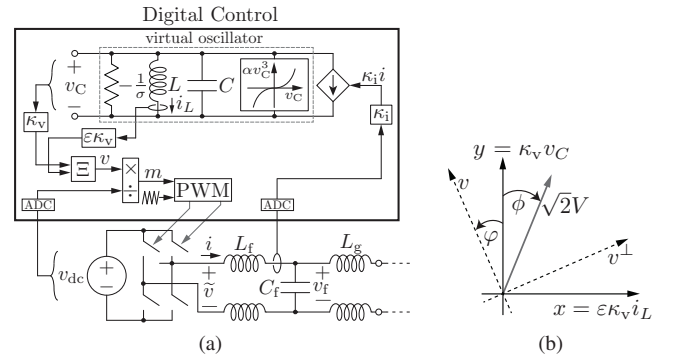 Digital Control
virtual oscillator
+
v_C
−
−1/σ
L
i_L
C
αv_C^3
v_C
κ_i i
κ_v
κ_i
εκ_v
Ξ
v
×
÷
m
PWM
ADC
ADC
v_dc
+
−
i
L_f
L_g
+
ṽ
−
C_f
+
v_f
−
(a)
y = κ_v v_C
v
ϕ
√2V
φ
v^⊥
x = εκ_v i_L
(b)